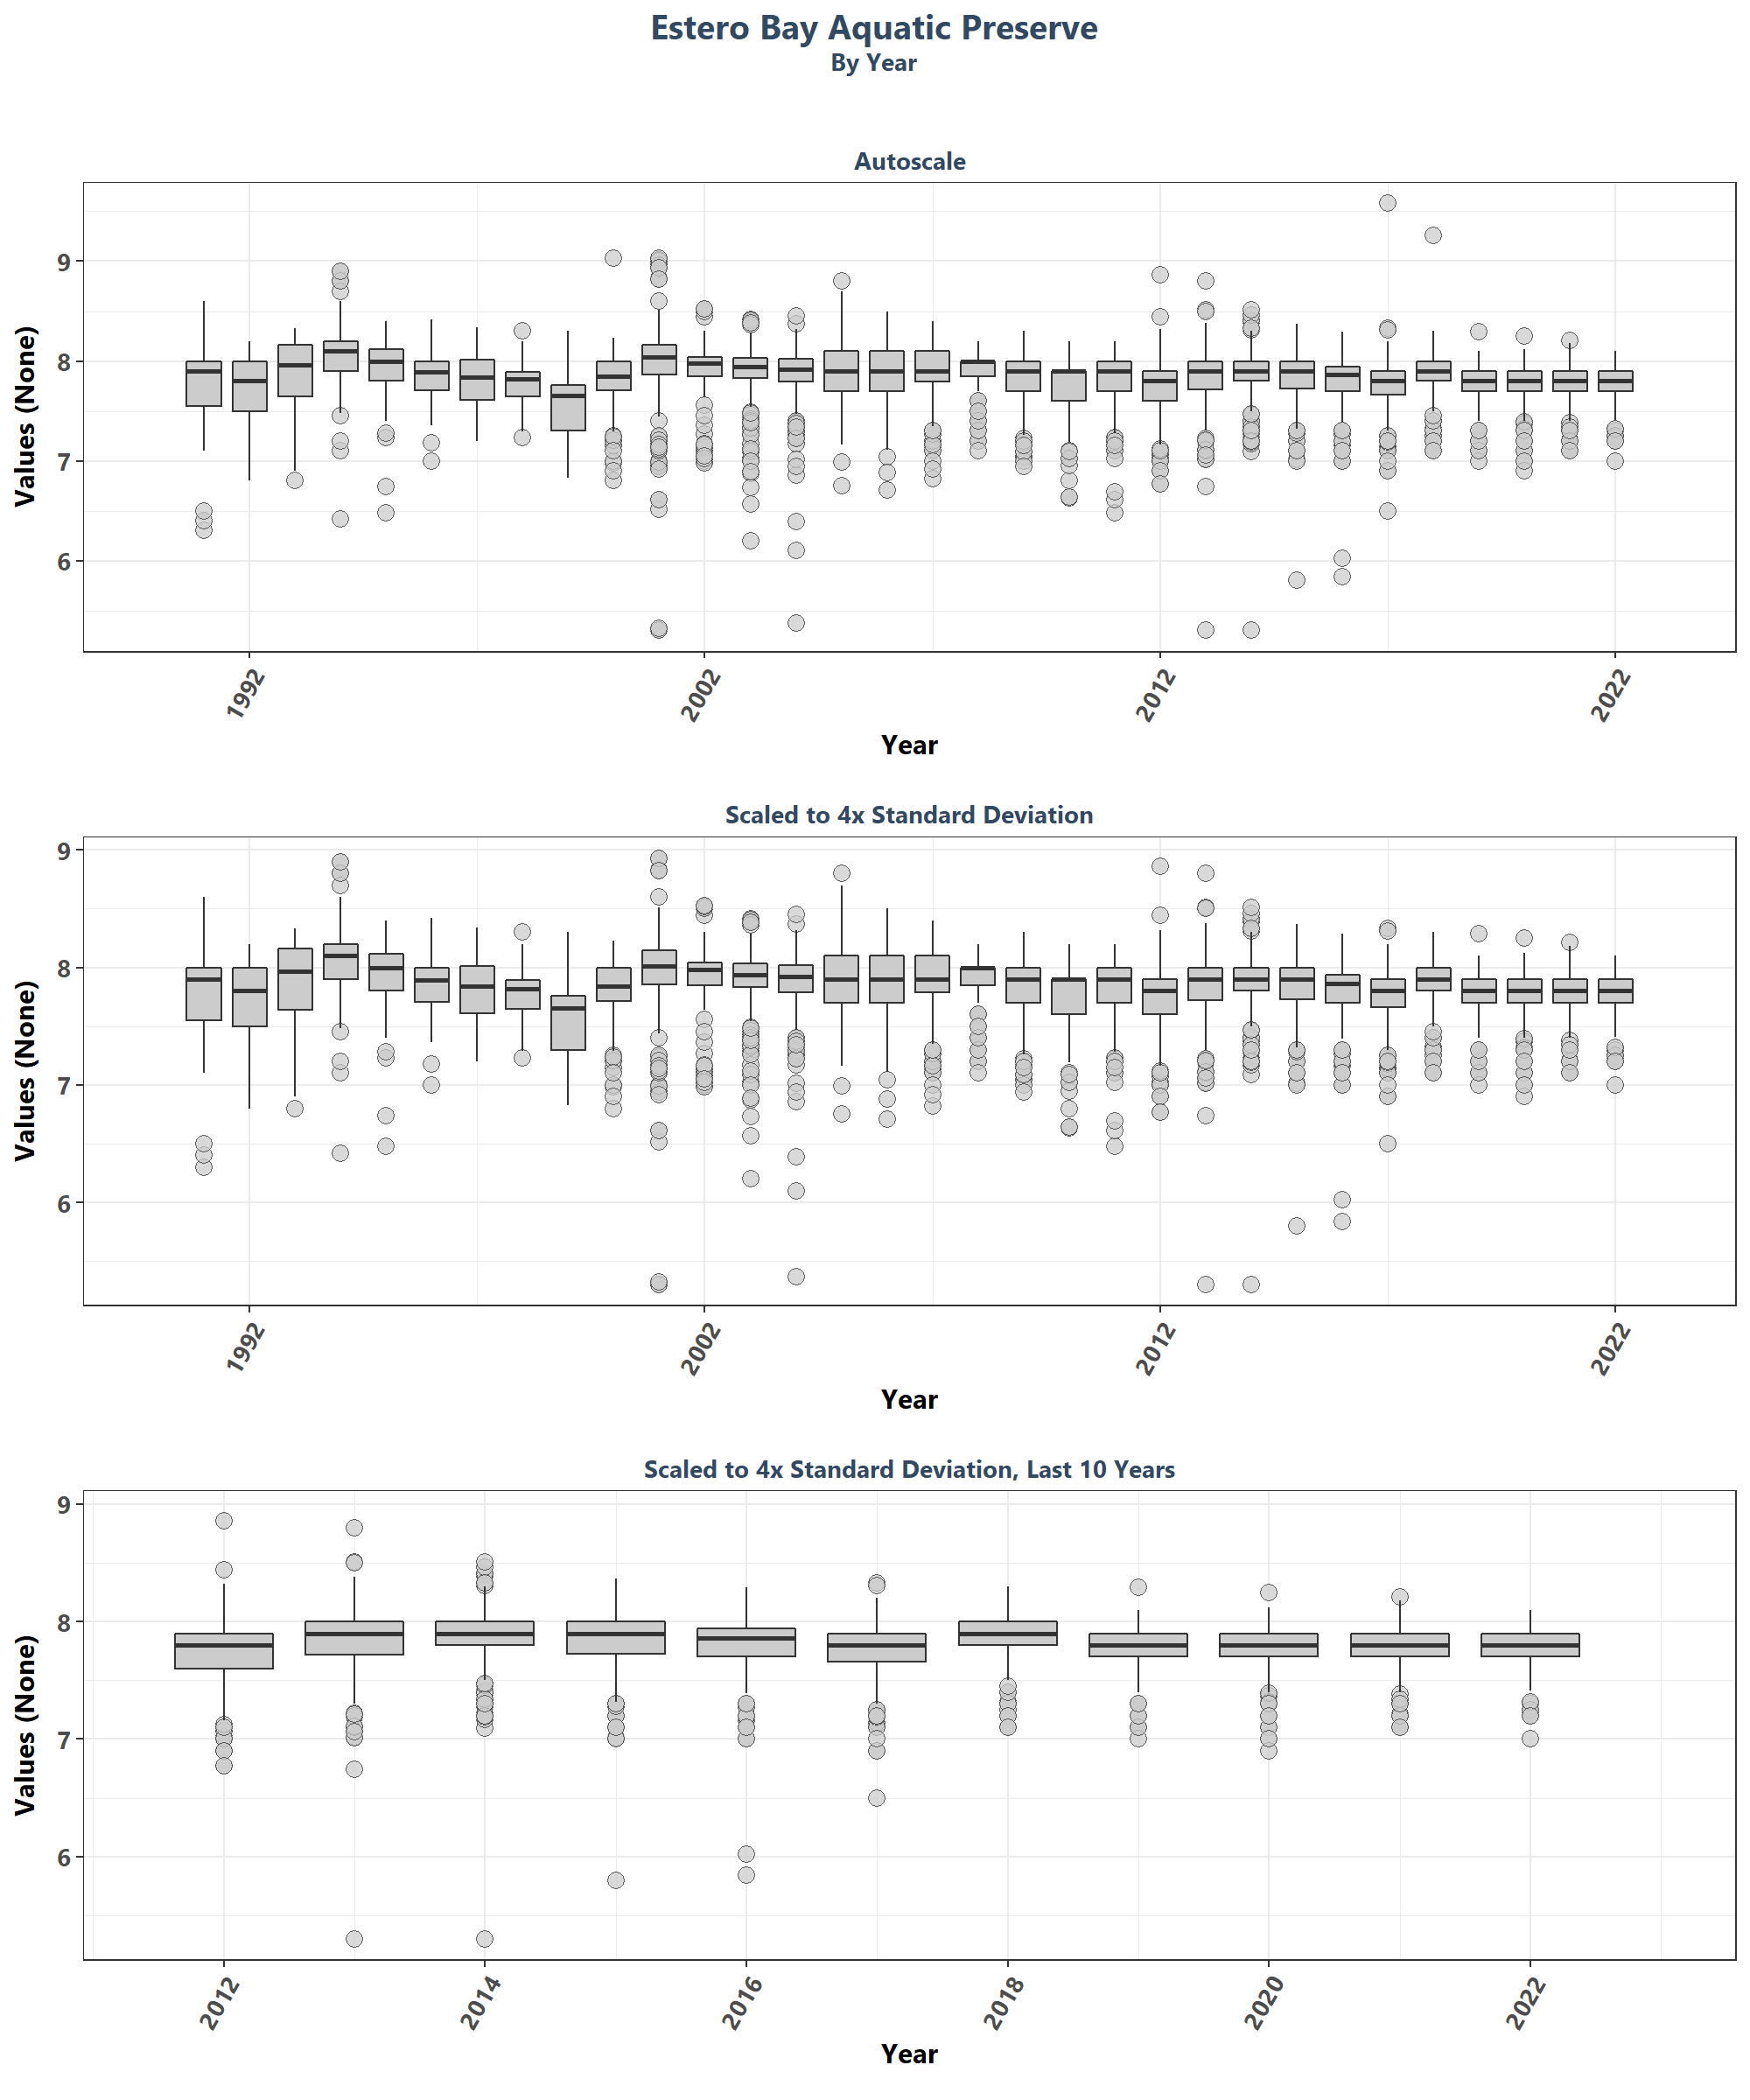 Estero Bay Aquatic Preserve
By Year
Autoscale
Values (None)
9
8
7
6
1992
2002
2012
2022
Year
Scaled to 4x Standard Deviation
Values (None)
9
8
7
6
1992
2002
2012
2022
Year
Scaled to 4x Standard Deviation, Last 10 Years
Values (None)
9
8
7
6
2012
2014
2016
2018
2020
2022
Year